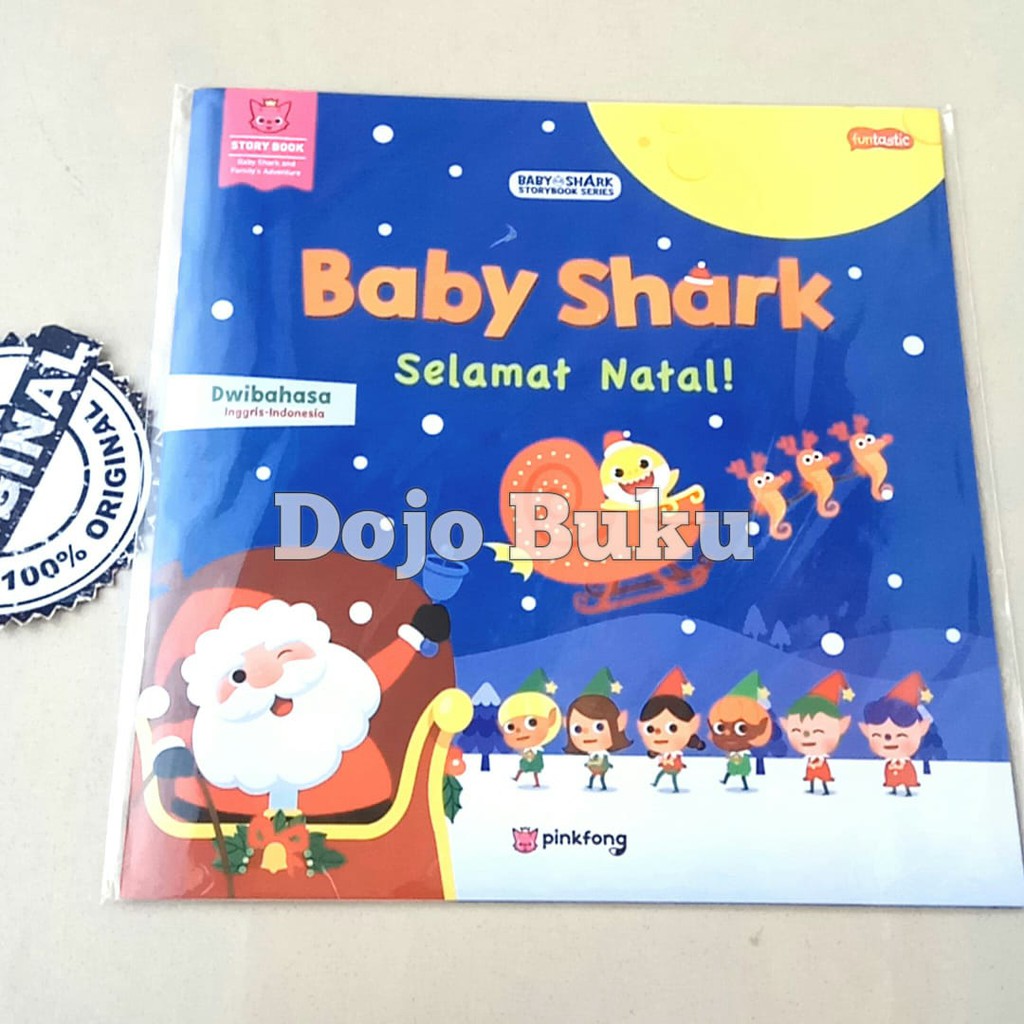 STORY BOOK
Baby Shark and
Family's Adventure
BABY SHARK
STORYBOOK SERIES
funtastic
Baby Shark
Selamat Natal!
Dwibahasa
Inggris-Indonesia
Dojo Buku
GINAL
100% ORIGINAL
pinkfong